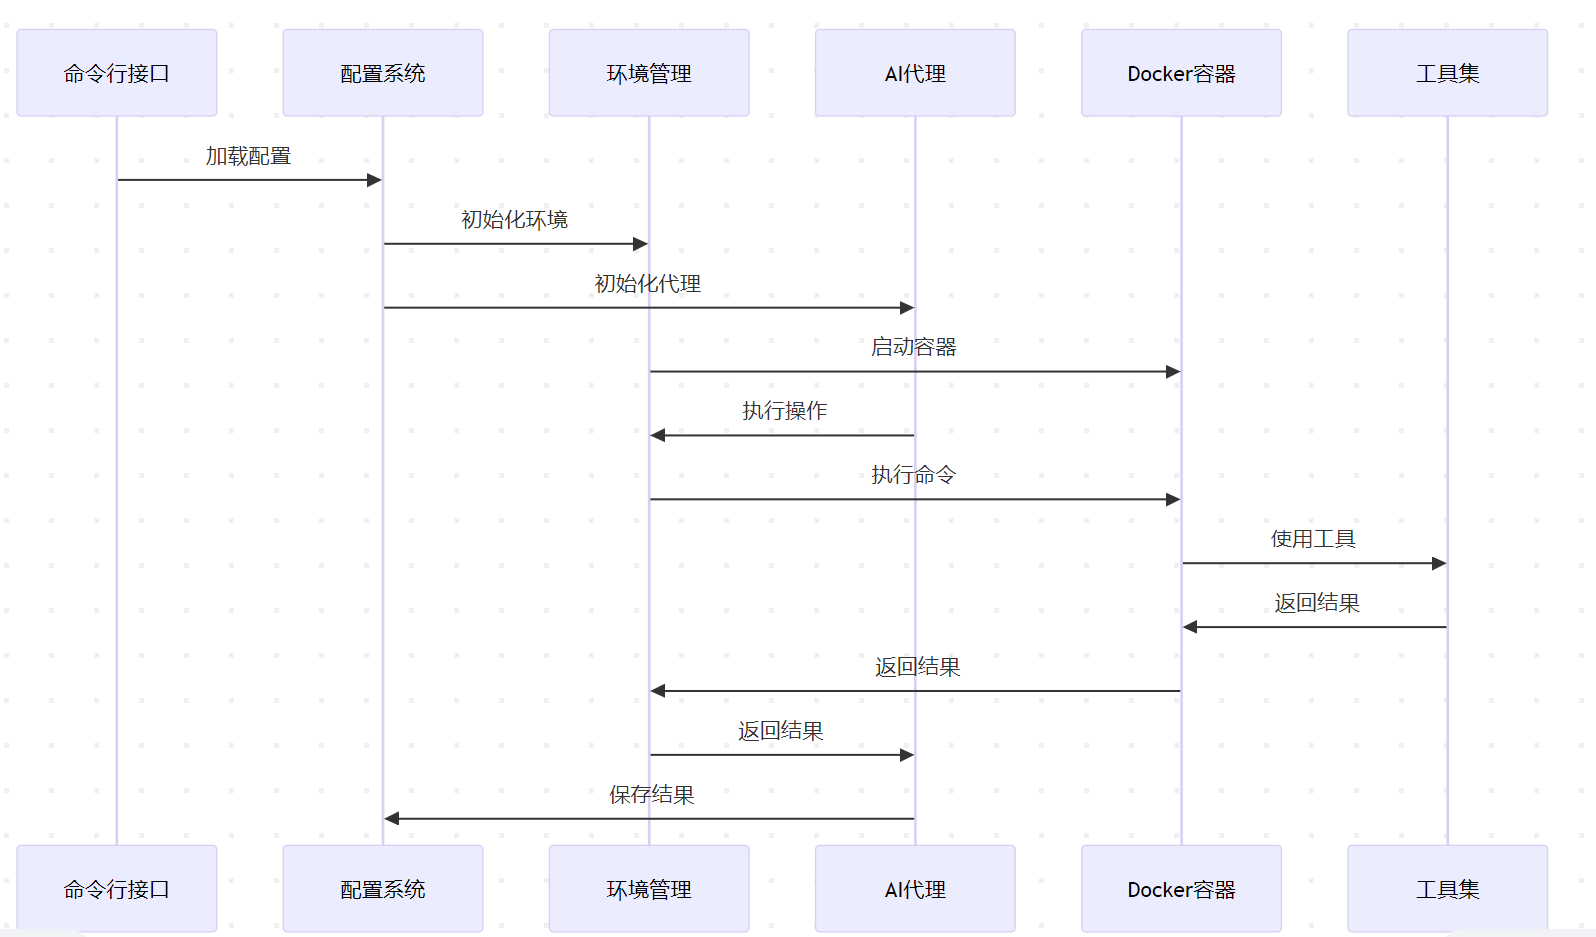 命令行接口
配置系统
环境管理
AI代理
Docker容器
工具集
加载配置
初始化环境
初始化代理
启动容器
执行操作
执行命令
使用工具
返回结果
返回结果
返回结果
保存结果
命令行接口
配置系统
环境管理
AI代理
Docker容器
工具集